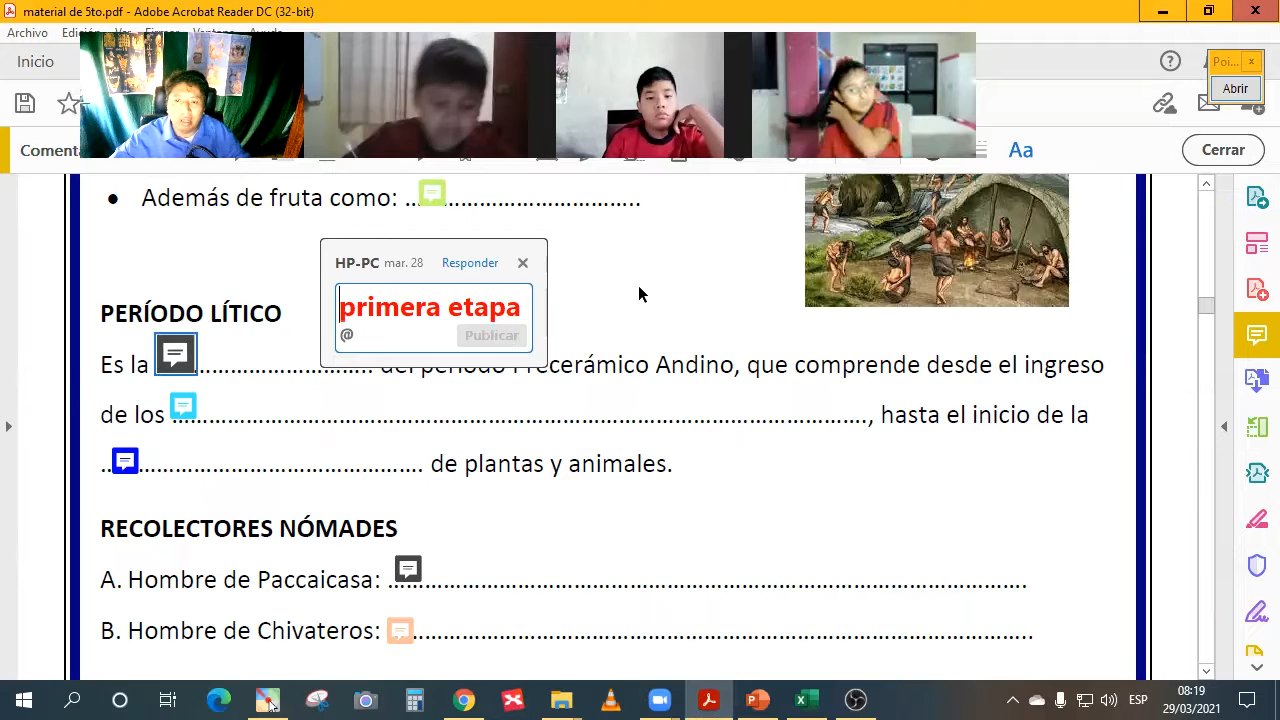 material de 5to.pdf - Adobe Acrobat Reader DC (32-bit)
Archivo
Inicio
Poi... x
Abrir
Comenta
Aa
Cerrar
• Además de fruta como: ………………………………..
HP-PC mar. 28 Responder
primera etapa
@ Publicar
PERÍODO LÍTICO
Es la ………………………….. del período Precerámico Andino, que comprende desde el ingreso
de los ……………………………………………………………………………………., hasta el inicio de la
……………………………………. de plantas y animales.
RECOLECTORES NÓMADES
A. Hombre de Paccaicasa: ……………………………………………………………………………….
B. Hombre de Chivateros: ………………………………………………………………………………..
ESP
08:19
29/03/2021